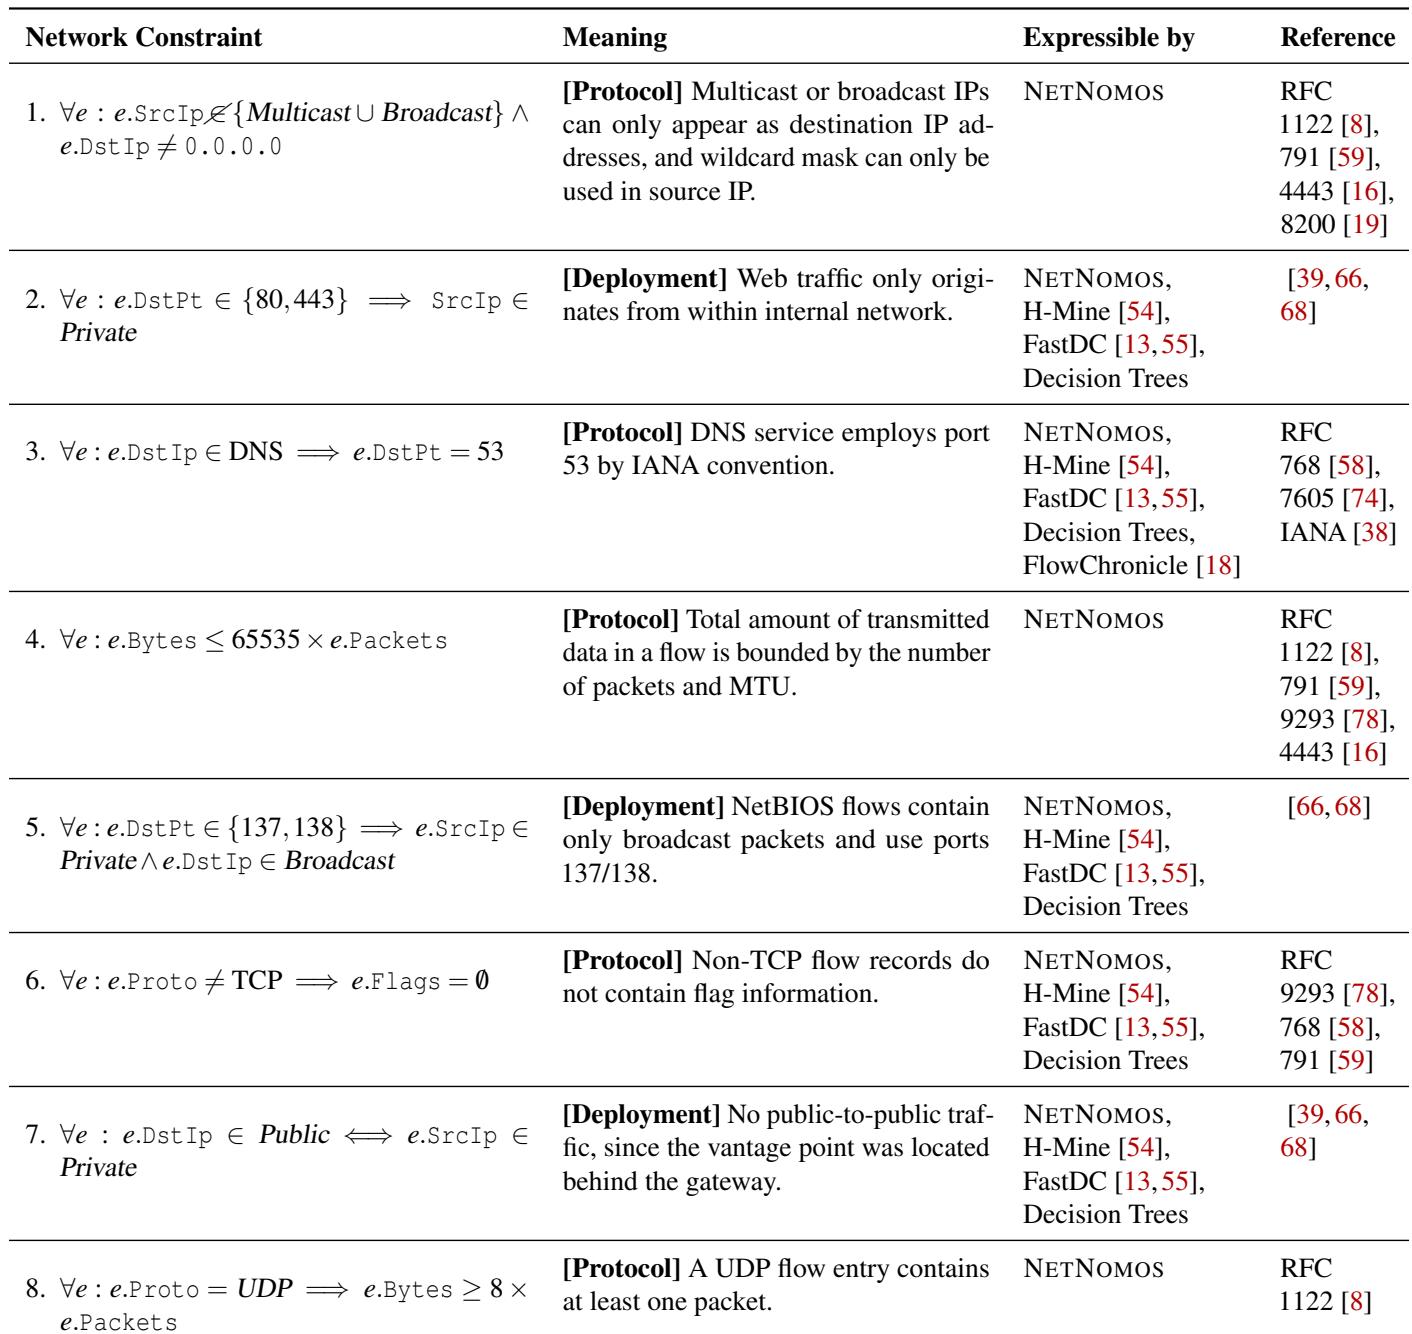 Network Constraint Meaning Expressible by Reference
1. ∀e : e.SrcIp ∉ {Multicast ∪ Broadcast} ∧
e.DstIp ≠ 0.0.0.0
[Protocol] Multicast or broadcast IPs
can only appear as destination IP ad-
dresses, and wildcard mask can only be
used in source IP.
NETNOMOS
RFC
1122 [8],
791 [59],
4443 [16],
8200 [19]
2. ∀e : e.DstPt ∈ {80,443} ⟹ SrcIp ∈
Private
[Deployment] Web traffic only origi-
nates from within internal network.
NETNOMOS,
H-Mine [54],
FastDC [13,55],
Decision Trees
[39,66,
68]
3. ∀e : e.DstIp ∈ DNS ⟹ e.DstPt = 53
[Protocol] DNS service employs port
53 by IANA convention.
NETNOMOS,
H-Mine [54],
FastDC [13,55],
Decision Trees,
FlowChronicle [18]
RFC
768 [58],
7605 [74],
IANA [38]
4. ∀e : e.Bytes ≤ 65535 × e.Packets
[Protocol] Total amount of transmitted
data in a flow is bounded by the number
of packets and MTU.
NETNOMOS
RFC
1122 [8],
791 [59],
9293 [78],
4443 [16]
5. ∀e : e.DstPt ∈ {137,138} ⟹ e.SrcIp ∈
Private ∧ e.DstIp ∈ Broadcast
[Deployment] NetBIOS flows contain
only broadcast packets and use ports
137/138.
NETNOMOS,
H-Mine [54],
FastDC [13,55],
Decision Trees
[66,68]
6. ∀e : e.Proto ≠ TCP ⟹ e.Flags = ∅
[Protocol] Non-TCP flow records do
not contain flag information.
NETNOMOS,
H-Mine [54],
FastDC [13,55],
Decision Trees
RFC
9293 [78],
768 [58],
791 [59]
7. ∀e : e.DstIp ∈ Public ⟺ e.SrcIp ∈
Private
[Deployment] No public-to-public traf-
fic, since the vantage point was located
behind the gateway.
NETNOMOS,
H-Mine [54],
FastDC [13,55],
Decision Trees
[39,66,
68]
8. ∀e : e.Proto = UDP ⟹ e.Bytes ≥ 8 ×
e.Packets
[Protocol] A UDP flow entry contains
at least one packet.
NETNOMOS
RFC
1122 [8]